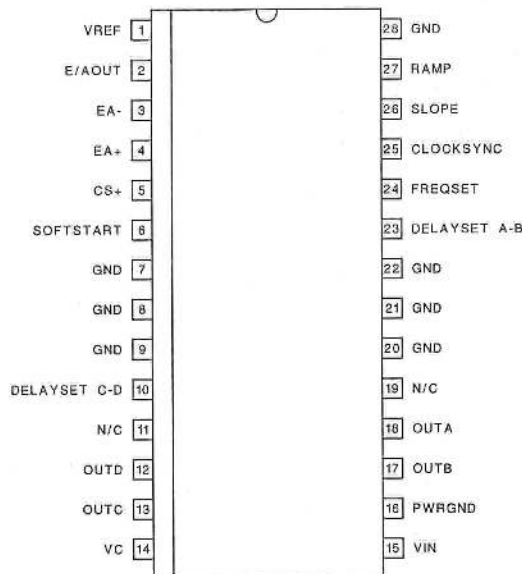 VREF 1
E/AOUT 2
EA- 3
EA+ 4
CS+ 5
SOFTSTART 6
GND 7
GND 8
GND 9
DELAYSET C-D 10
N/C 11
OUTD 12
OUTC 13
VC 14
28 GND
27 RAMP
26 SLOPE
25 CLOCKSYNC
24 FREQSET
23 DELAYSET A-B
22 GND
21 GND
20 GND
19 N/C
18 OUTA
17 OUTB
16 PWRGND
15 VIN